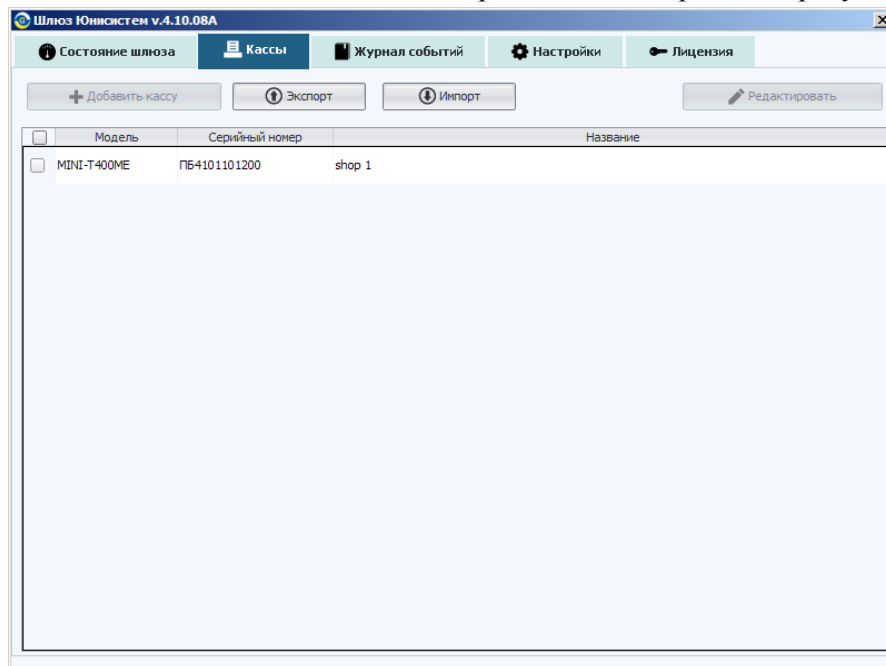 Шлюз Юнисистем v.4.10.08A
Состояние шлюза Кассы Журнал событий Настройки Лицензия
Добавить кассу Экспорт Импорт Редактировать
Модель Серийный номер Название
MINI-T400ME ПБ4101101200 shop 1